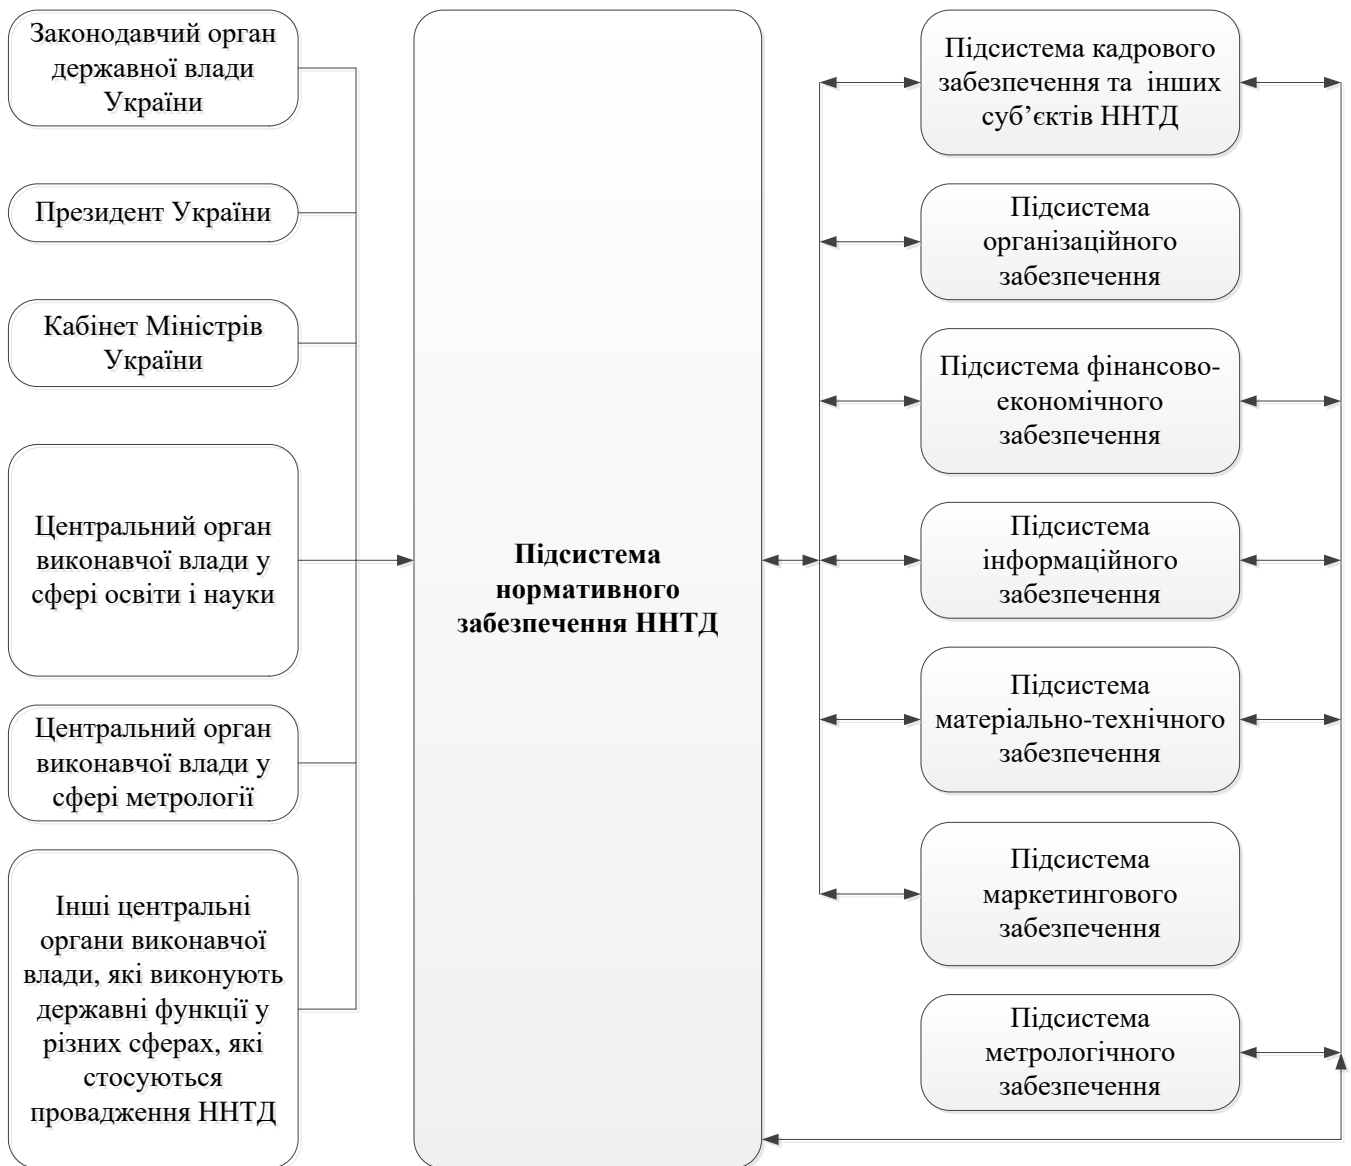 Законодавчий орган
державної влади
України
Президент України
Кабінет Міністрів
України
Центральний орган
виконавчої влади у
сфері освіти і науки
Центральний орган
виконавчої влади у
сфері метрології
Інші центральні
органи виконавчої
влади, які виконують
державні функції у
різних сферах, які
стосуються
провадження ННТД
Підсистема
нормативного
забезпечення ННТД
Підсистема кадрового
забезпечення та інших
суб’єктів ННТД
Підсистема
організаційного
забезпечення
Підсистема фінансово-
економічного
забезпечення
Підсистема
інформаційного
забезпечення
Підсистема
матеріально-технічного
забезпечення
Підсистема
маркетингового
забезпечення
Підсистема
метрологічного
забезпечення